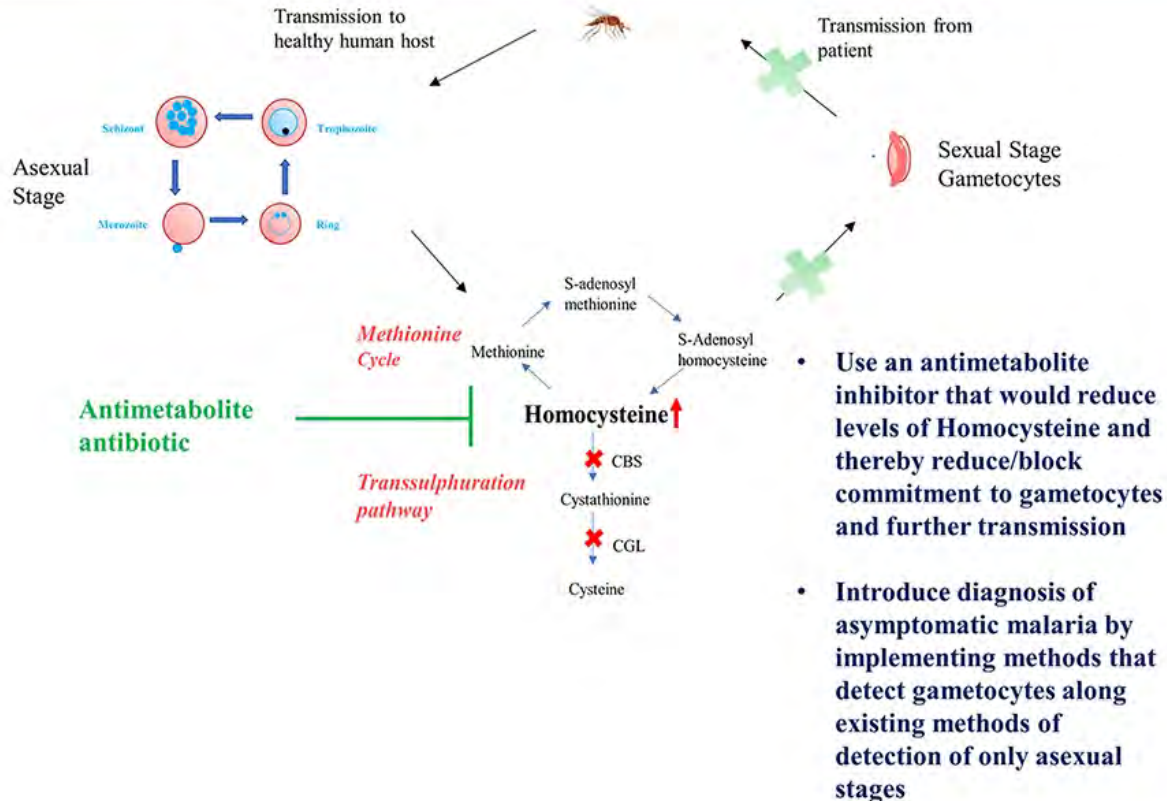 Transmission to
healthy human host
Transmission from
patient
Schizont
Trophozoite
Asexual
Stage
Merozoite
Ring
Sexual Stage
Gametocytes
S-adenosyl
methionine
Methionine
Cycle
Methionine
S-Adenosyl
homocysteine
Antimetabolite
antibiotic
Homocysteine
CBS
Transsulphuration
pathway
Cystathionine
CGL
Cysteine
• Use an antimetabolite
inhibitor that would reduce
levels of Homocysteine and
thereby reduce/block
commitment to gametocytes
and further transmission
• Introduce diagnosis of
asymptomatic malaria by
implementing methods that
detect gametocytes along
existing methods of
detection of only asexual
stages